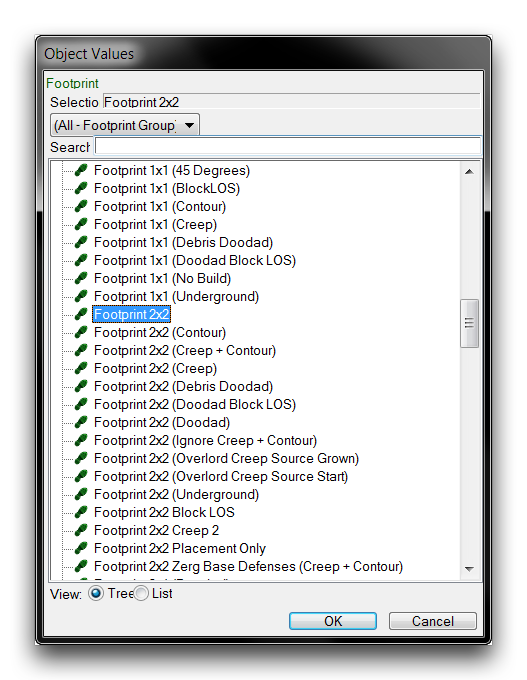 Object Values
Footprint
Selectio Footprint 2x2
(All - Footprint Group)
Search
Footprint 1x1 (45 Degrees)
Footprint 1x1 (BlockLOS)
Footprint 1x1 (Contour)
Footprint 1x1 (Creep)
Footprint 1x1 (Debris Doodad)
Footprint 1x1 (Doodad Block LOS)
Footprint 1x1 (No Build)
Footprint 1x1 (Underground)
Footprint 2x2
Footprint 2x2 (Contour)
Footprint 2x2 (Creep + Contour)
Footprint 2x2 (Creep)
Footprint 2x2 (Debris Doodad)
Footprint 2x2 (Doodad Block LOS)
Footprint 2x2 (Doodad)
Footprint 2x2 (Ignore Creep + Contour)
Footprint 2x2 (Overlord Creep Source Grown)
Footprint 2x2 (Overlord Creep Source Start)
Footprint 2x2 (Underground)
Footprint 2x2 Block LOS
Footprint 2x2 Creep 2
Footprint 2x2 Placement Only
Footprint 2x2 Zerg Base Defenses (Creep + Contour)
View: Tree List
OK Cancel